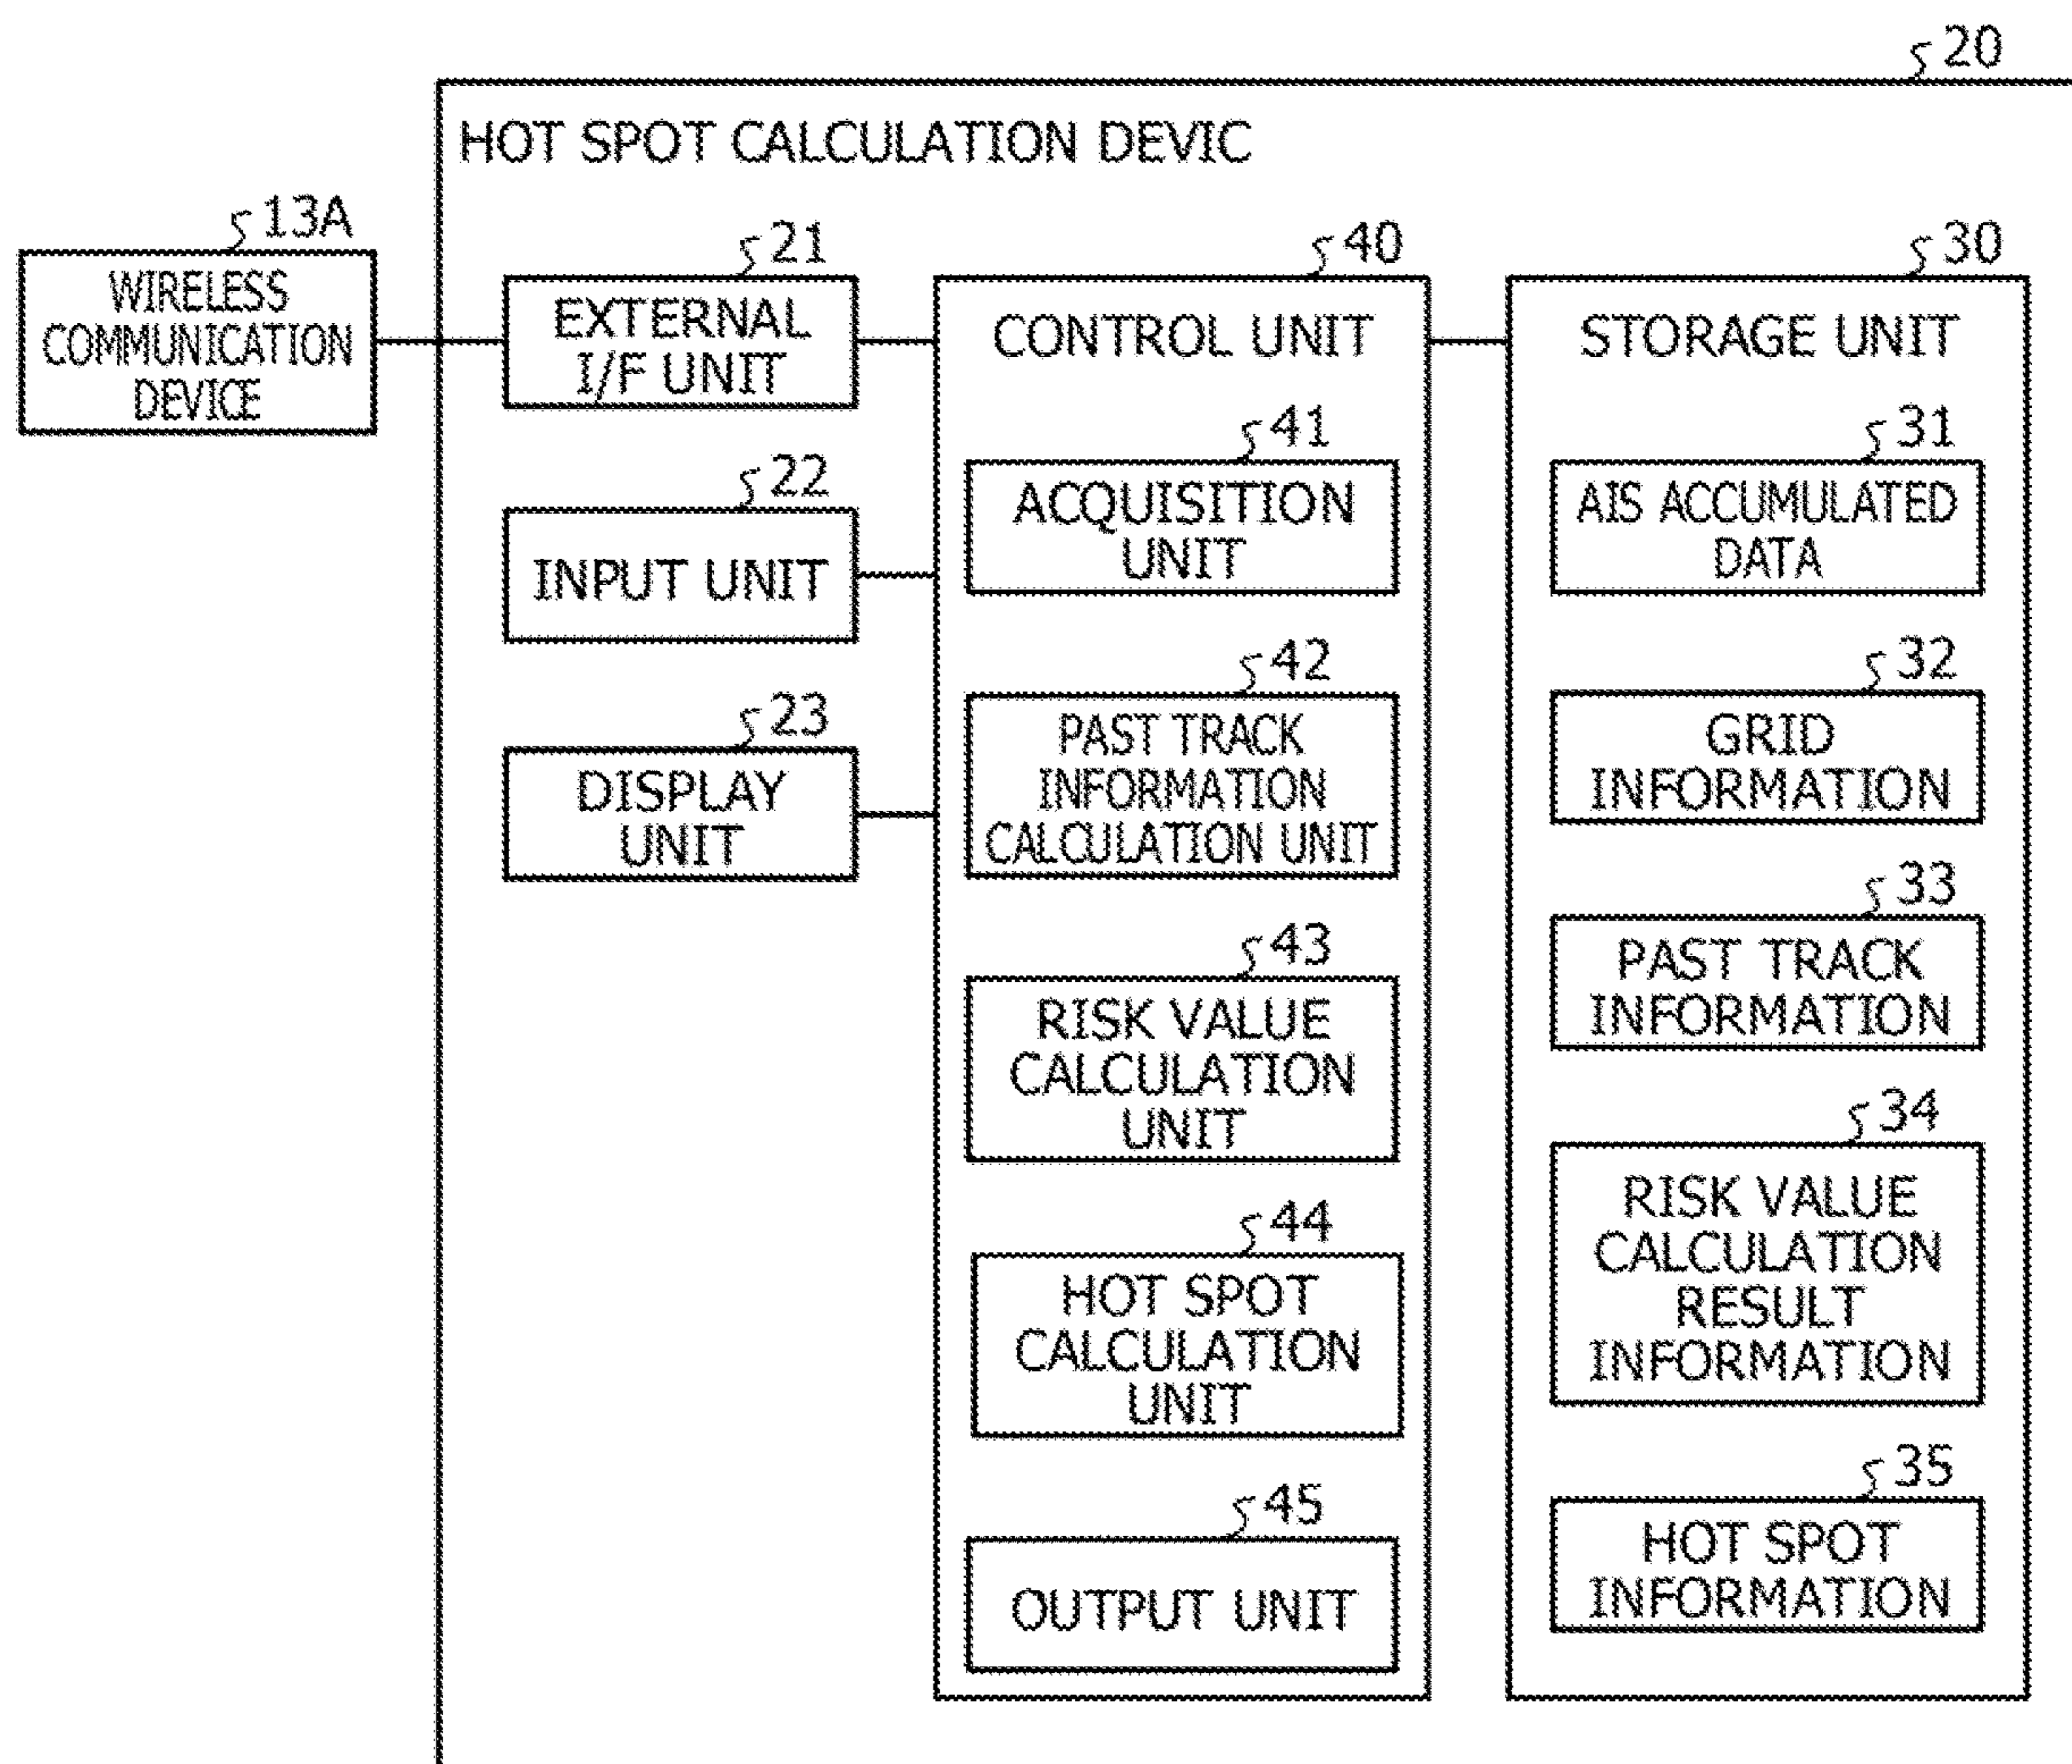 20
HOT SPOT CALCULATION DEVIC
13A
WIRELESS
COMMUNICATION
DEVICE
21
EXTERNAL
I/F UNIT
22
INPUT UNIT
23
DISPLAY
UNIT
40
CONTROL UNIT
41
ACQUISITION
UNIT
42
PAST TRACK
INFORMATION
CALCULATION UNIT
43
RISK VALUE
CALCULATION
UNIT
44
HOT SPOT
CALCULATION
UNIT
45
OUTPUT UNIT
30
STORAGE UNIT
31
AIS ACCUMULATED
DATA
32
GRID
INFORMATION
33
PAST TRACK
INFORMATION
34
RISK VALUE
CALCULATION
RESULT
INFORMATION
35
HOT SPOT
INFORMATION